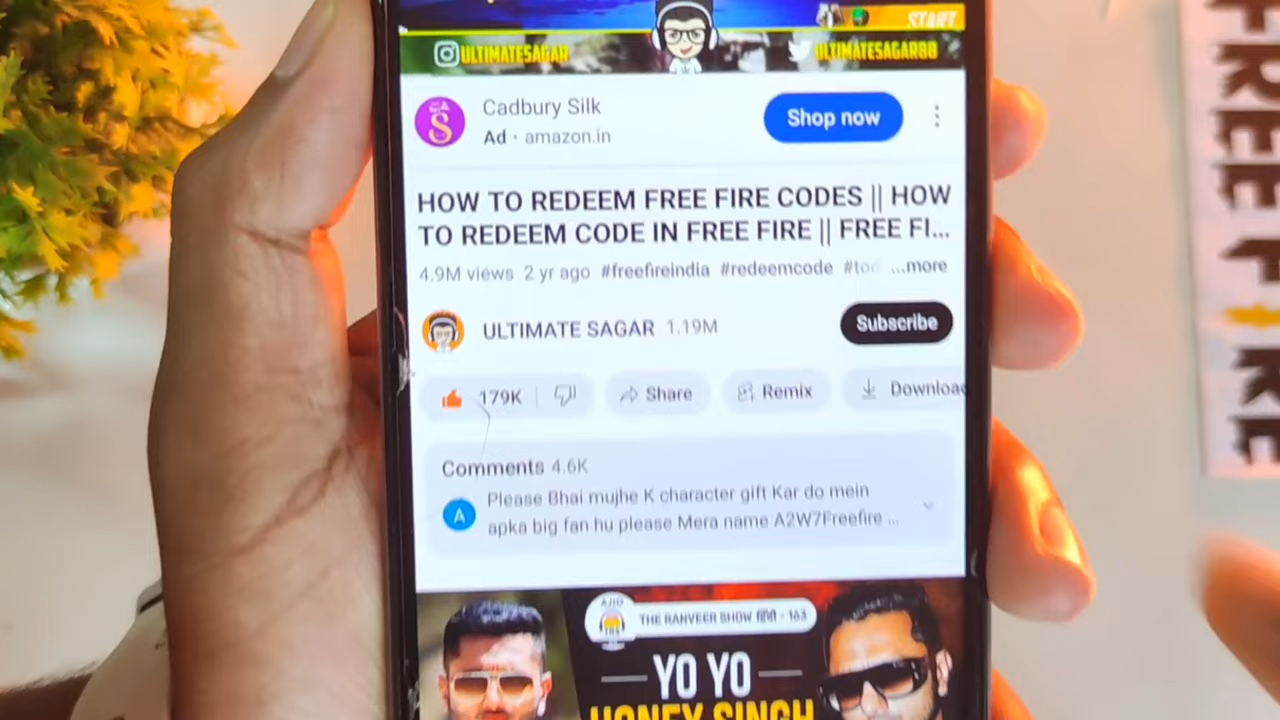 START
ULTIMATESAGAR
ULTIMATESAGAR88
Cadbury Silk
Ad · amazon.in
Shop now
HOW TO REDEEM FREE FIRE CODES || HOW
TO REDEEM CODE IN FREE FIRE || FREE FI...
4.9M views 2 yr ago #freefireindia #redeemcode #to ...more
ULTIMATE SAGAR 1.19M
Subscribe
179K
Share
Remix
Download
Comments 4.6K
A
Please Bhai mujhe K character gift Kar do mein
apka big fan hu please Mera name A2W7Freefire ...
THE RANVEER SHOW हिंदी - 163
YO YO
HONEY SINGH
FREE FIRE